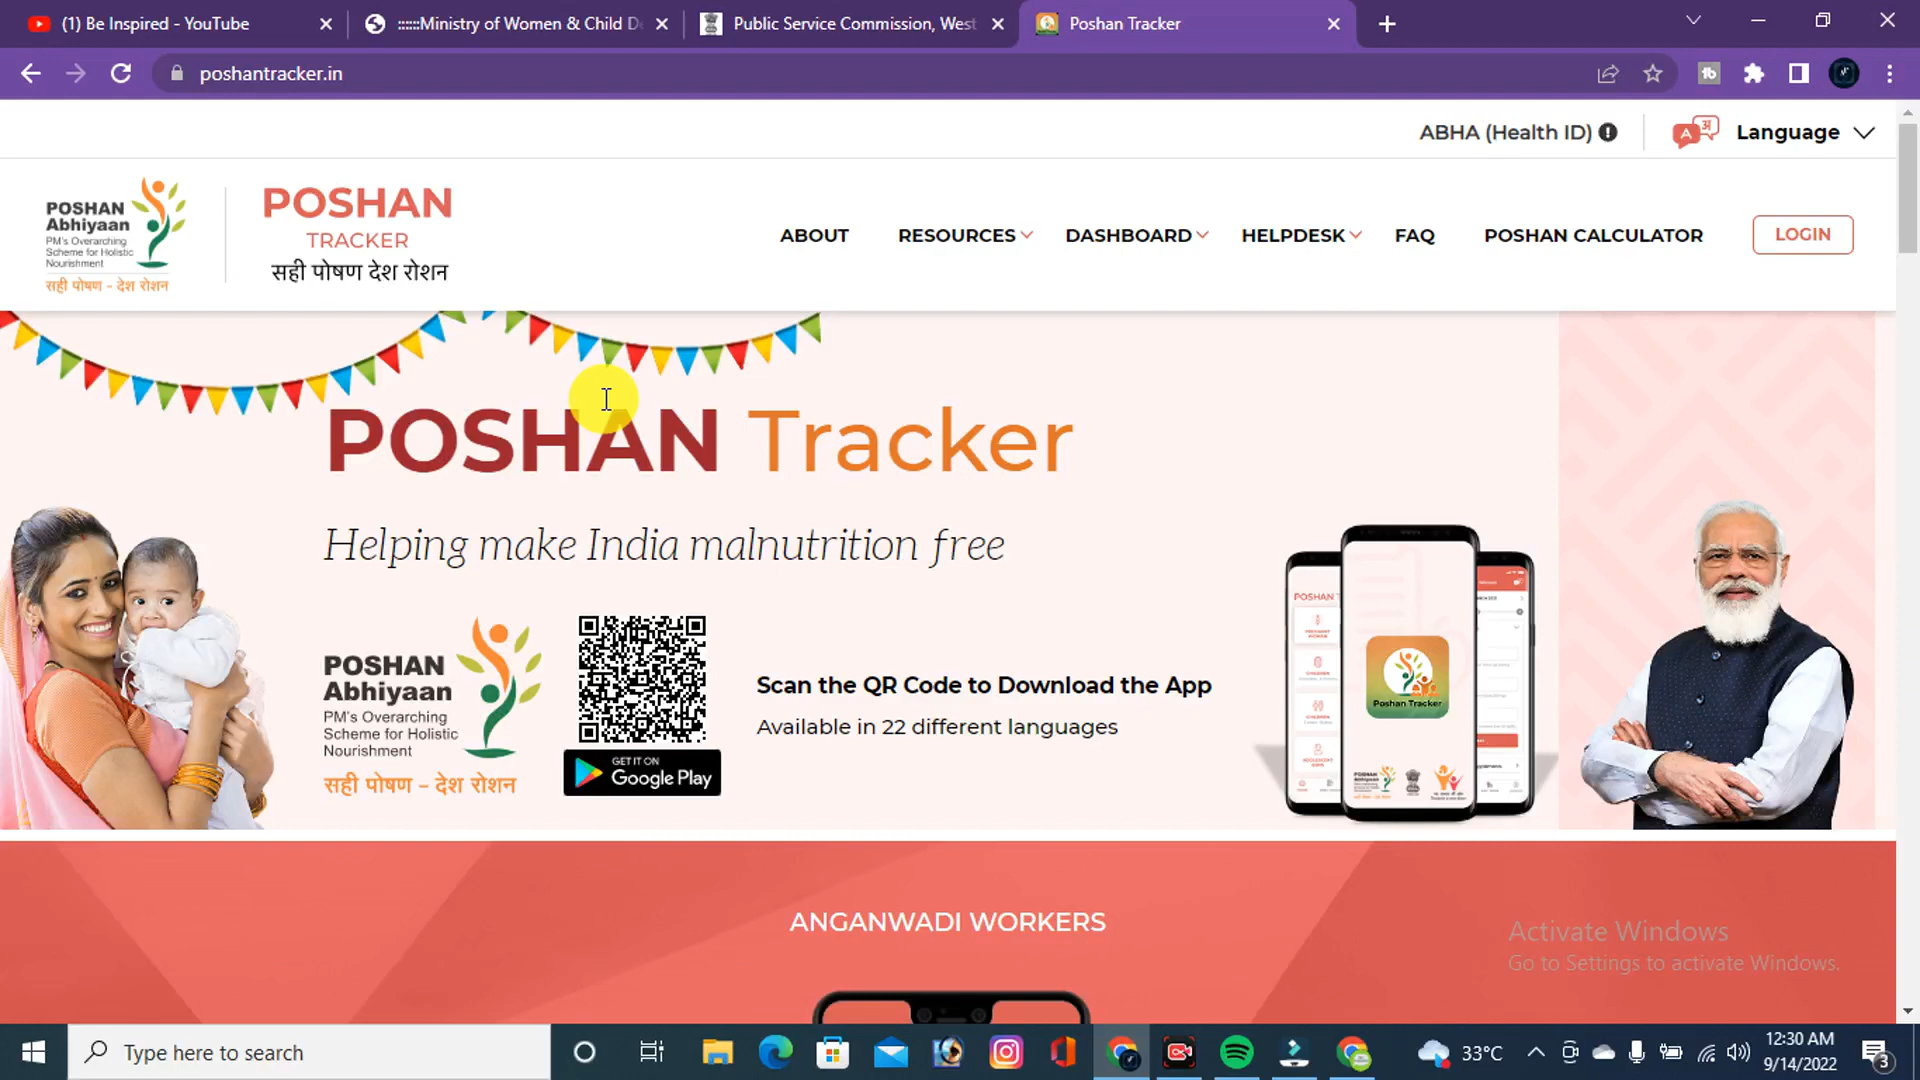 (1) Be Inspired - YouTube
::::::Ministry of Women & Child De
Public Service Commission, West
Poshan Tracker
poshantracker.in
ABHA (Health ID)
Language
POSHAN
Abhiyaan
PM's Overarching
Scheme for Holistic
Nourishment
सही पोषण - देश रोशन
POSHAN
TRACKER
सही पोषण देश रोशन
ABOUT
RESOURCES
DASHBOARD
HELPDESK
FAQ
POSHAN CALCULATOR
LOGIN
POSHAN Tracker
Helping make India malnutrition free
POSHAN
Abhiyaan
PM's Overarching
Scheme for Holistic
Nourishment
सही पोषण - देश रोशन
GET IT ON
Google Play
Scan the QR Code to Download the App
Available in 22 different languages
POSHAN
Poshan Tracker
ANGANWADI WORKERS
Activate Windows
Go to Settings to activate Windows.
Type here to search
33°C
12:30 AM
9/14/2022
3